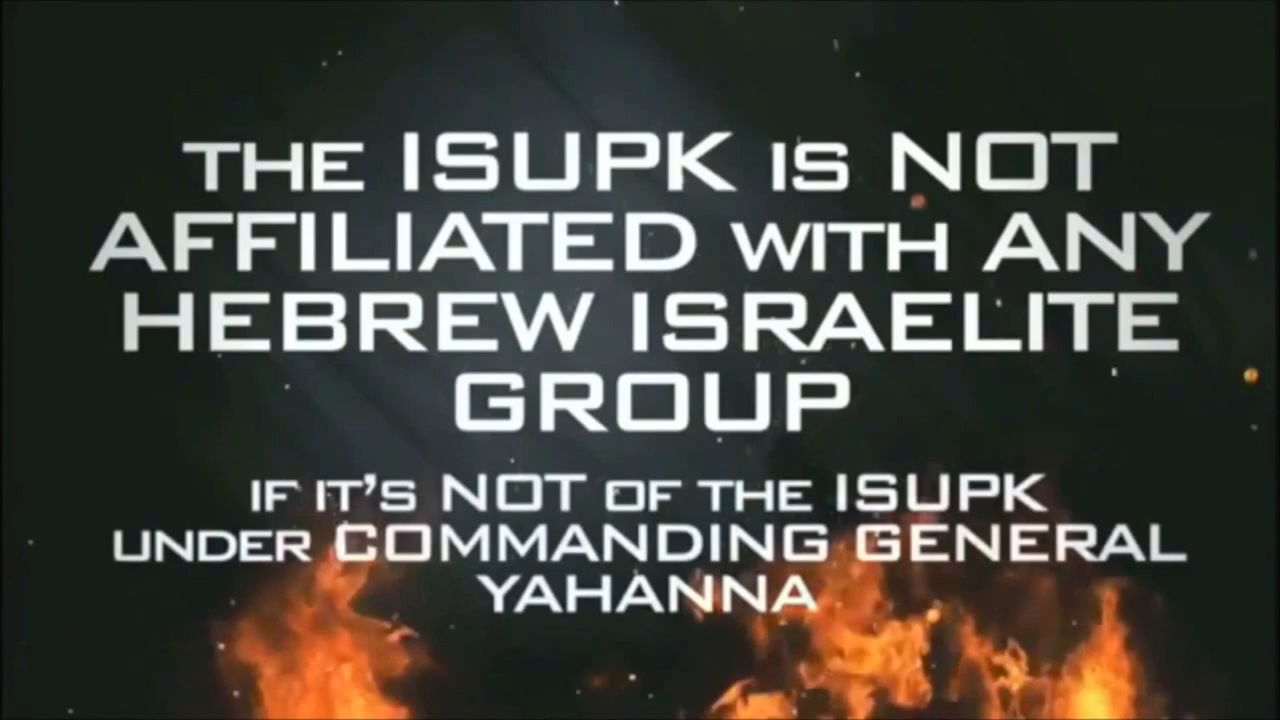 THE ISUPK IS NOT
AFFILIATED WITH ANY
HEBREW ISRAELITE
GROUP
IF IT'S NOT OF THE ISUPK
UNDER COMMANDING GENERAL
YAHANNA